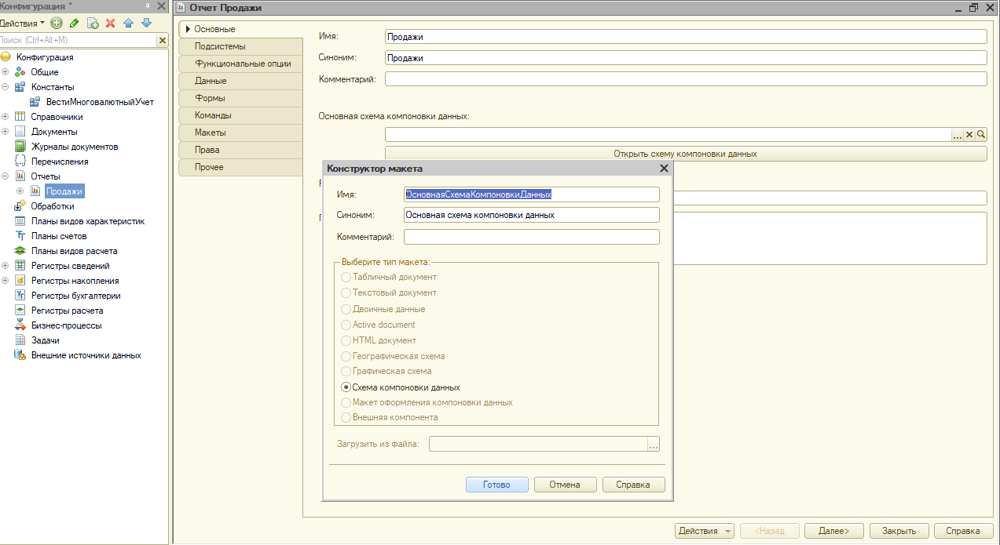 Конфигурация *
Действия
Поиск (Ctrl+Alt+M)
Конфигурация
Общие
Константы
ВестиМноговалютныйУчет
Справочники
Документы
Журналы документов
Перечисления
Отчеты
Продажи
Обработки
Планы видов характеристик
Планы счетов
Планы видов расчета
Регистры сведений
Регистры накопления
Регистры бухгалтерии
Регистры расчета
Бизнес-процессы
Задачи
Внешние источники данных
Отчет Продажи
Основные
Подсистемы
Функциональные опции
Данные
Формы
Команды
Макеты
Права
Прочее
Имя: Продажи
Синоним: Продажи
Комментарий:
Основная схема компоновки данных:
...
Открыть схему компоновки данных
Конструктор макета
Имя: ОсновнаяСхемаКомпоновкиДанных
Синоним: Основная схема компоновки данных
Комментарий:
Выберите тип макета:
Табличный документ
Текстовый документ
Двоичные данные
Active document
HTML документ
Географическая схема
Графическая схема
Схема компоновки данных
Макет оформления компоновки данных
Внешняя компонента
Загрузить из файла: ...
Готово Отмена Справка
Действия <Назад Далее> Закрыть Справка